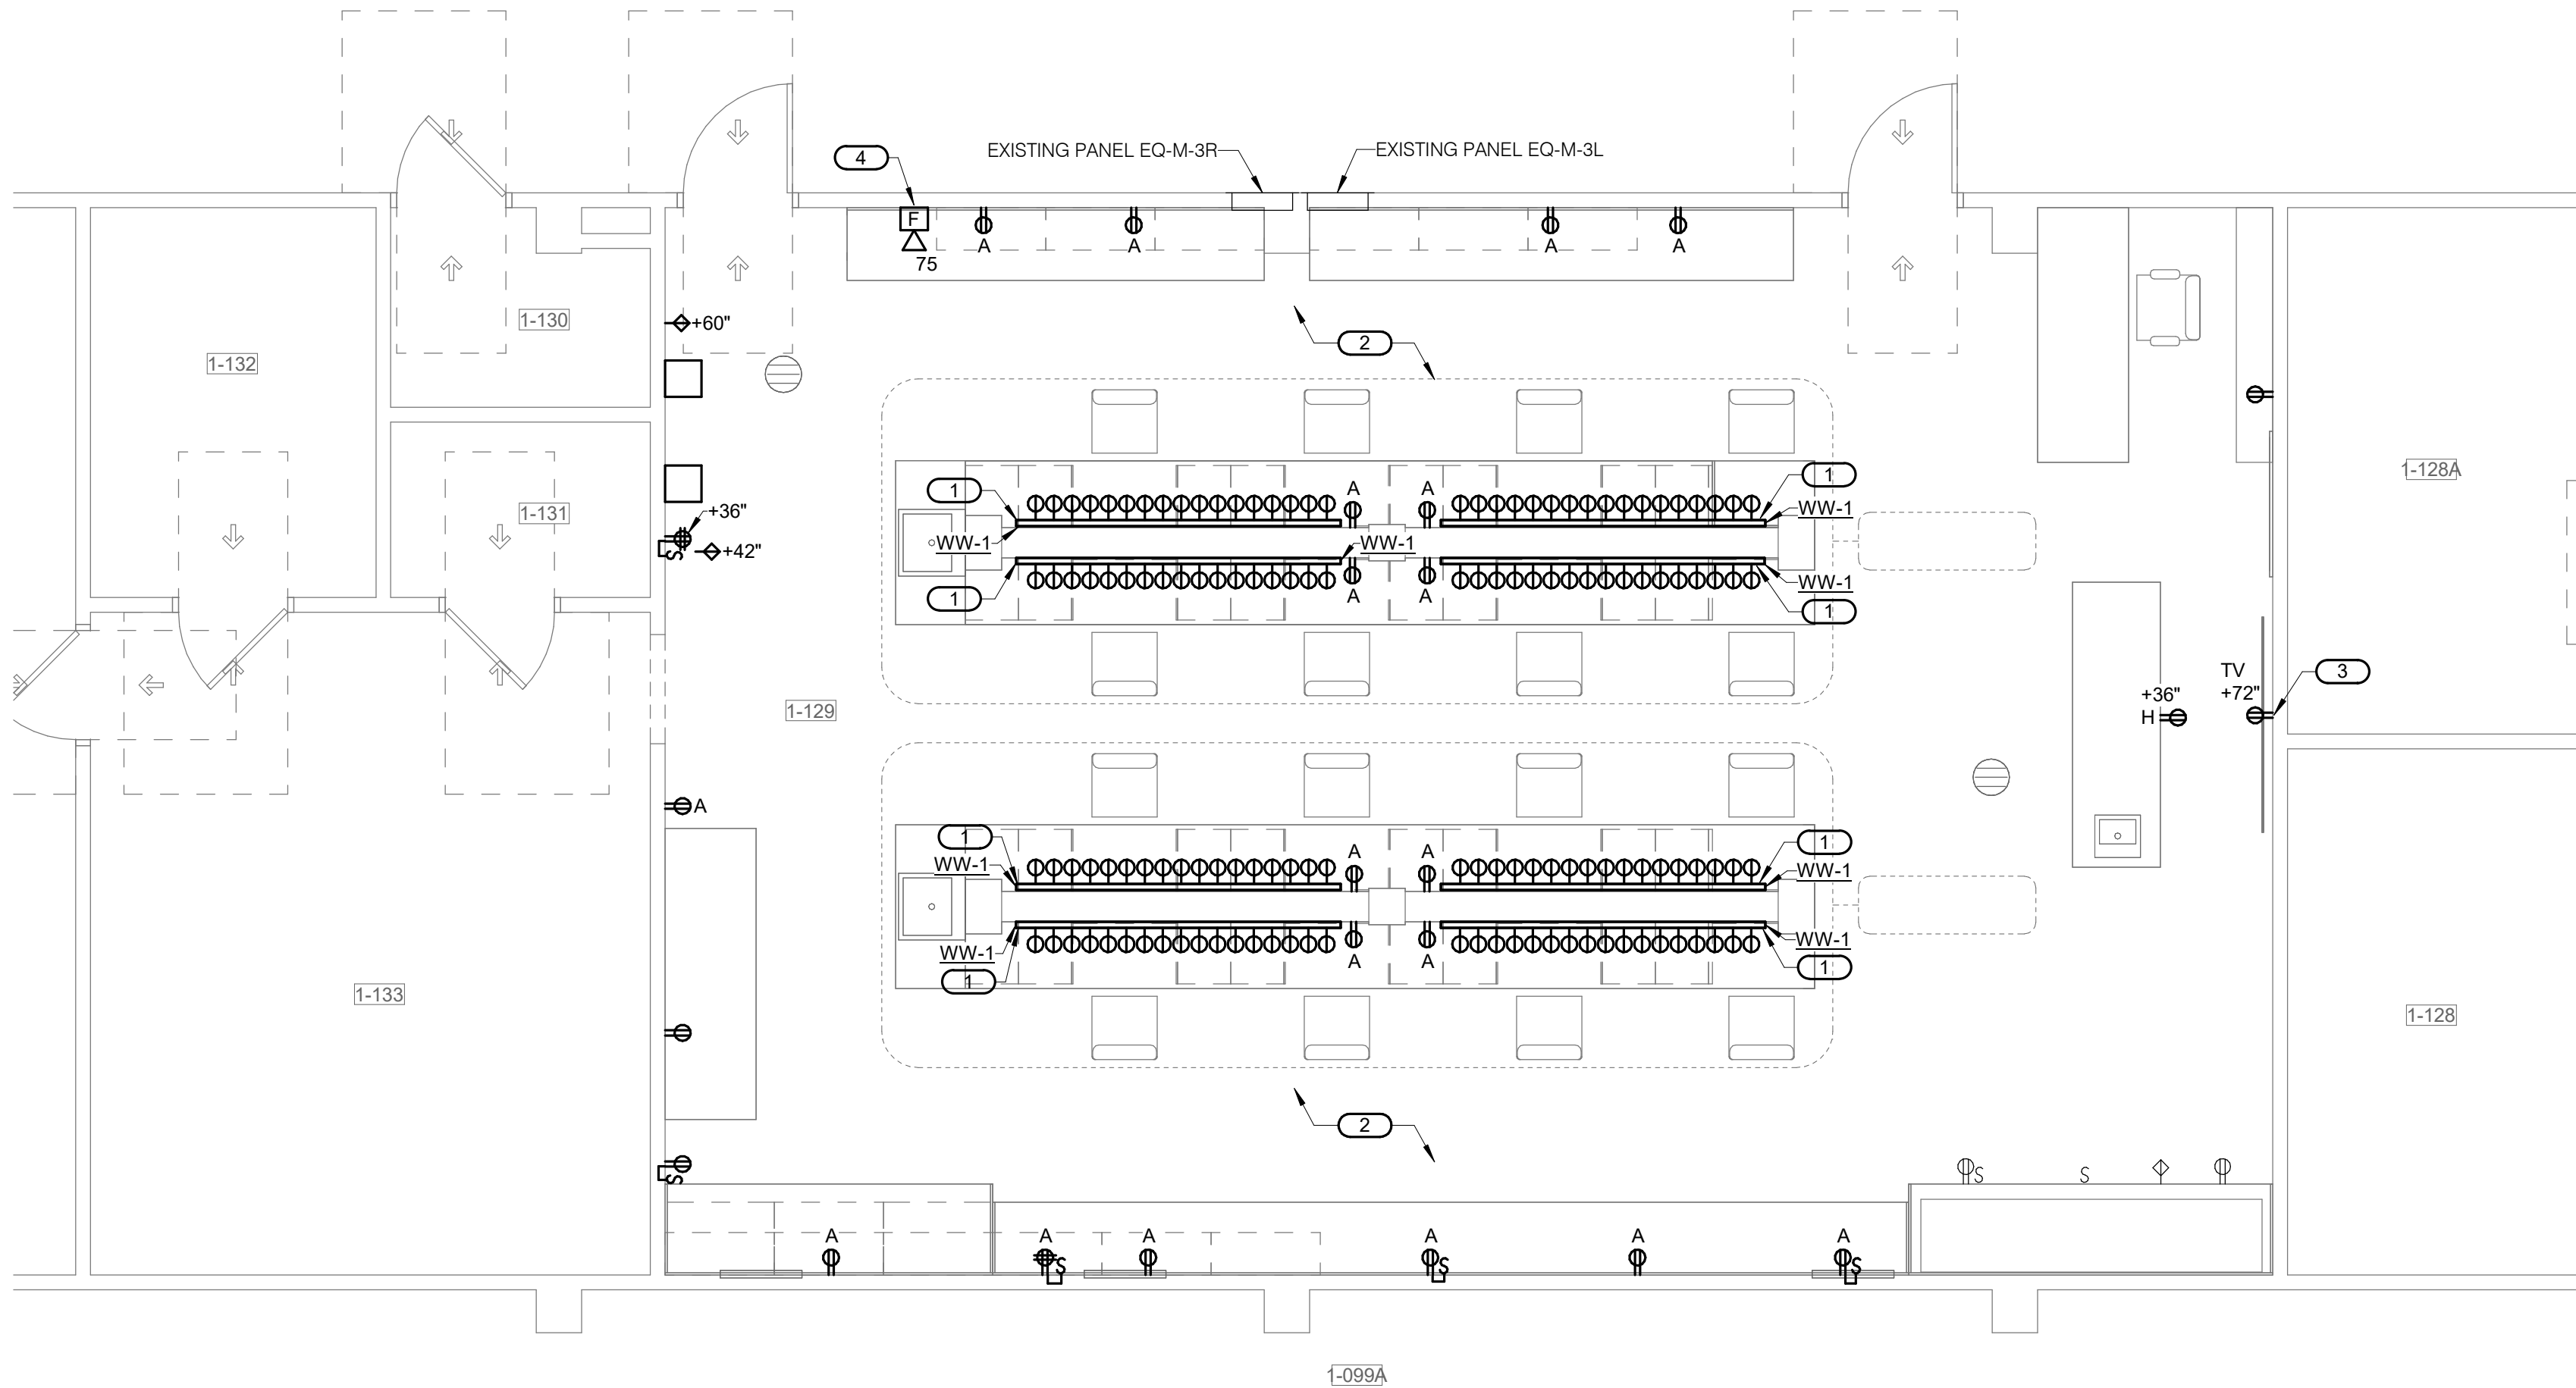 EXISTING PANEL EQ-M-3R
EXISTING PANEL EQ-M-3L
4
F
75
A
A
A
A
1-130
+60"
2
1-132
1-128A
1
1
A
A
WW-1
+36"
1-131
WW-1
WW-1
S
+42"
WW-1
1
A
A
1
TV
3
+36"
+72"
1-129
H
A
1
1
A
A
WW-1
WW-1
WW-1
WW-1
A
A
1
1
1-133
1-128
2
S
S
S
A
A
A
A
A
A
S
S
S
1-099A